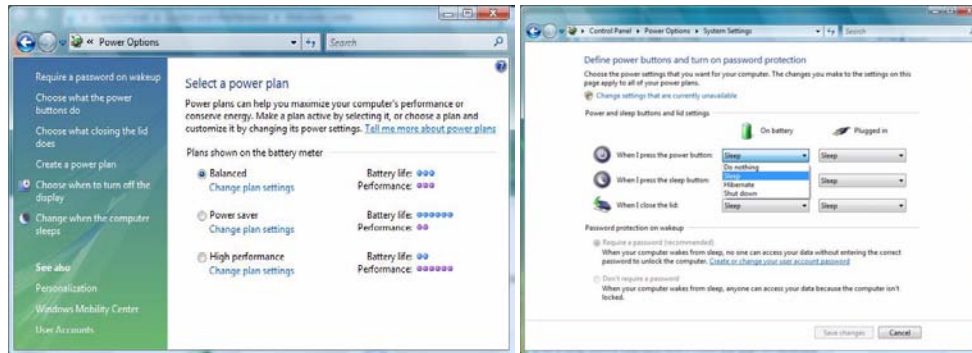 Power Options
Search
Require a password on wakeup
Choose what the power
buttons do
Choose what closing the lid
does
Create a power plan
Choose when to turn off the
display
Change when the computer
sleeps
See also
Personalization
Windows Mobility Center
User Accounts
Select a power plan
Power plans can help you maximize your computer's performance or
conserve energy. Make a plan active by selecting it, or choose a plan and
customize it by changing its power settings. Tell me more about power plans
Plans shown on the battery meter
Balanced Battery life:
Change plan settings Performance:
Power saver Battery life:
Change plan settings Performance:
High performance Battery life:
Change plan settings Performance:
Control Panel Power Options System Settings
Search
Define power buttons and turn on password protection
Choose the power settings that you want for your computer. The changes you make to the settings on this
page apply to all of your power plans.
Change settings that are currently unavailable
Power and sleep buttons and lid settings
On battery Plugged in
When I press the power button: Sleep Sleep
Do nothing
Sleep
Hibernate
Shut down
When I press the sleep button: Sleep
When I close the lid: Sleep Sleep
Password protection on wakeup
Require a password (recommended)
When your computer wakes from sleep, no one can access your data without entering the correct
password to unlock the computer. Create or change your user account password
Don't require a password
When your computer wakes from sleep, anyone can access your data because the computer isn't
locked.
Save changes Cancel